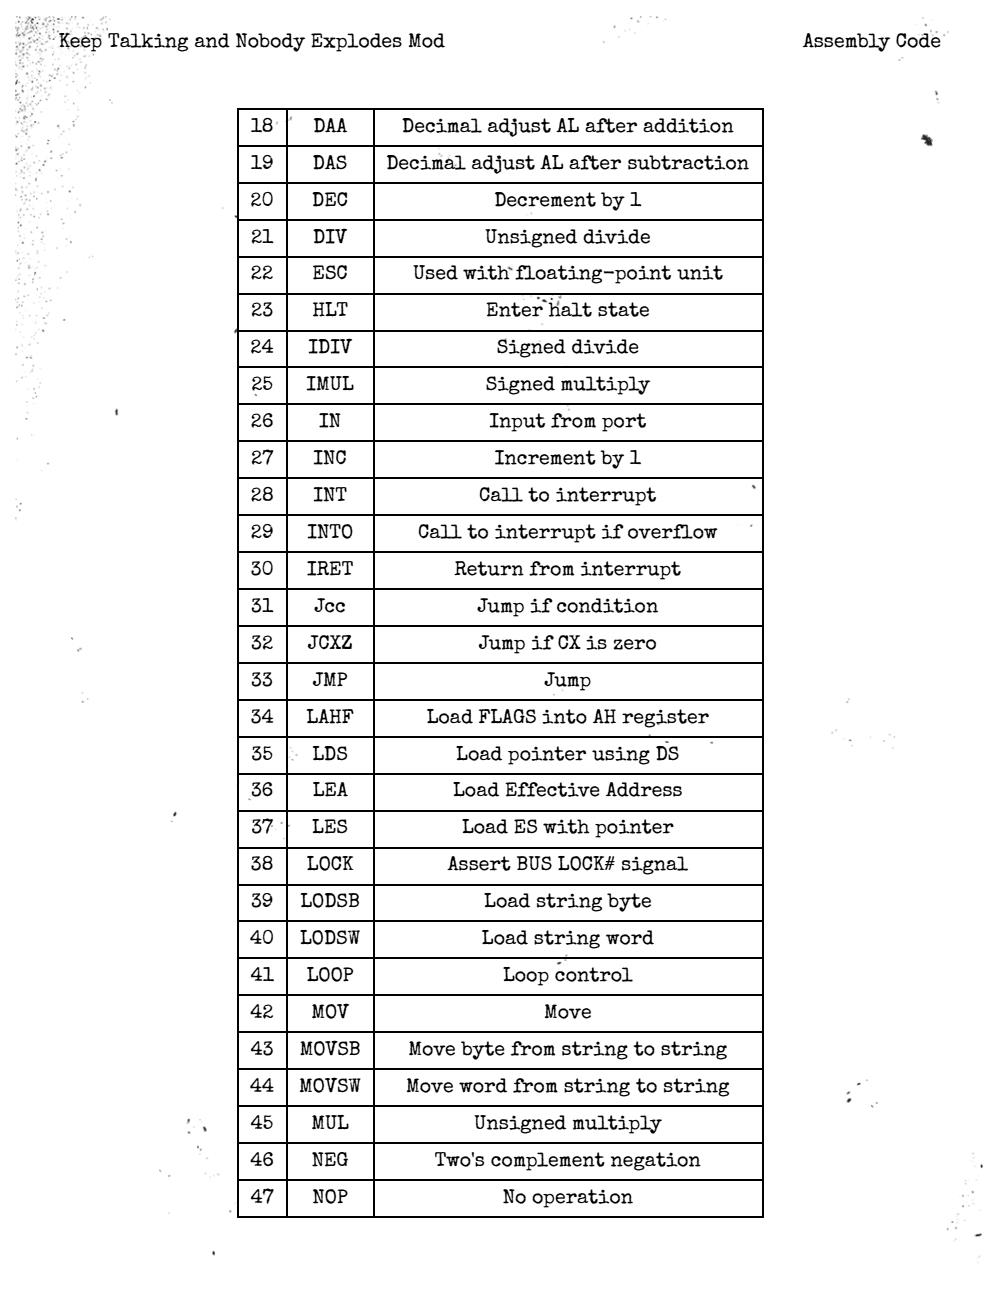 Keep Talking and Nobody Explodes Mod Assembly Code
18 DAA Decimal adjust AL after addition
19 DAS Decimal adjust AL after subtraction
20 DEC Decrement by 1
21 DIV Unsigned divide
22 ESC Used with floating-point unit
23 HLT Enter halt state
24 IDIV Signed divide
25 IMUL Signed multiply
26 IN Input from port
27 INC Increment by 1
28 INT Call to interrupt
29 INTO Call to interrupt if overflow
30 IRET Return from interrupt
31 Jcc Jump if condition
32 JCXZ Jump if CX is zero
33 JMP Jump
34 LAHF Load FLAGS into AH register
35 LDS Load pointer using DS
36 LEA Load Effective Address
37 LES Load ES with pointer
38 LOCK Assert BUS LOCK# signal
39 LODSB Load string byte
40 LODSW Load string word
41 LOOP Loop control
42 MOV Move
43 MOVSB Move byte from string to string
44 MOVSW Move word from string to string
45 MUL Unsigned multiply
46 NEG Two's complement negation
47 NOP No operation